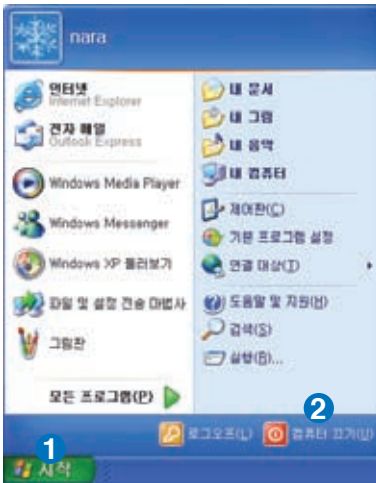 nara
인터넷
Internet Explorer
전자 메일
Outlook Express
Windows Media Player
Windows Messenger
Windows XP 둘러보기
파일 및 설정 전송 마법사
그림판
모든 프로그램(P)
내 문서
내 그림
내 음악
내 컴퓨터
제어판(C)
기본 프로그램 설정
연결 대상(T)
도움말 및 지원(H)
검색(S)
실행(R)...
2
로그오프(L)
컴퓨터 끄기(U)
1
시작